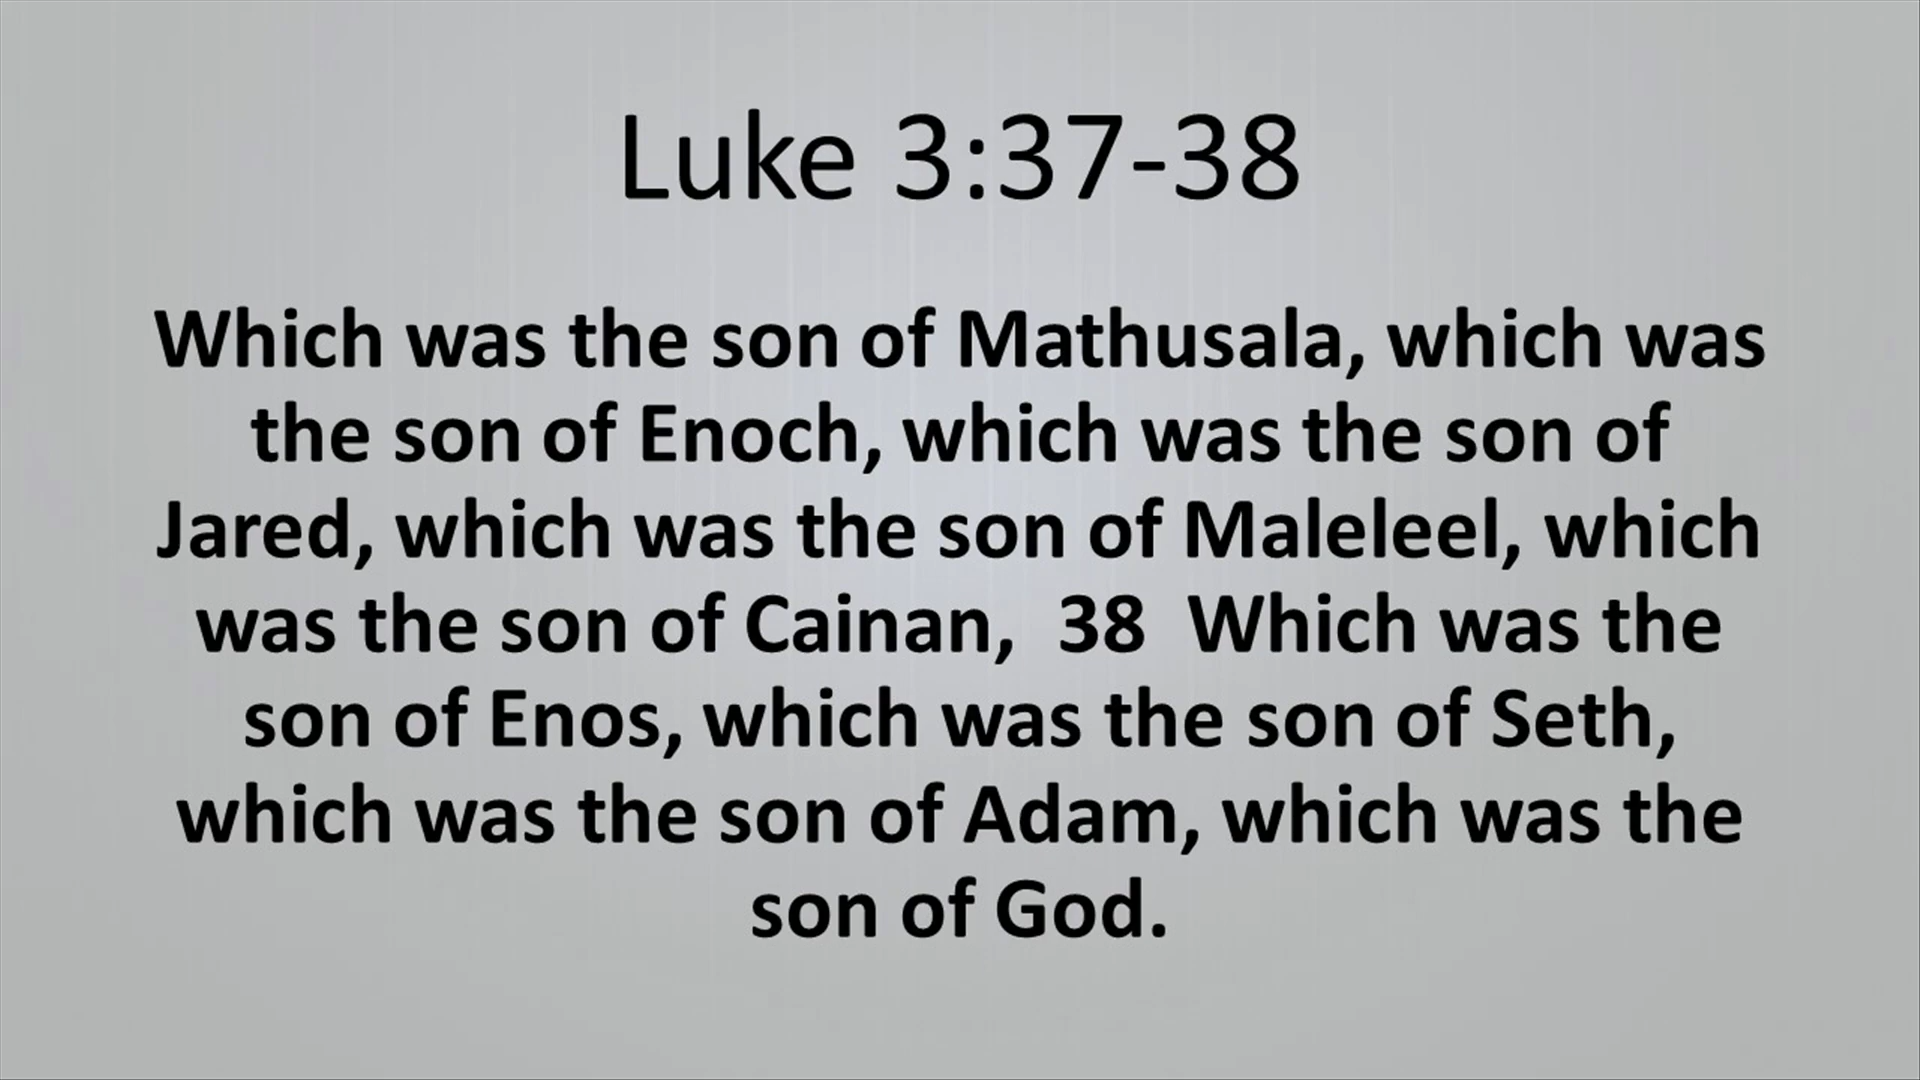 Luke 3:37-38
Which was the son of Mathusala, which was
the son of Enoch, which was the son of
Jared, which was the son of Maleleel, which
was the son of Cainan,  38  Which was the
son of Enos, which was the son of Seth,
which was the son of Adam, which was the
son of God.